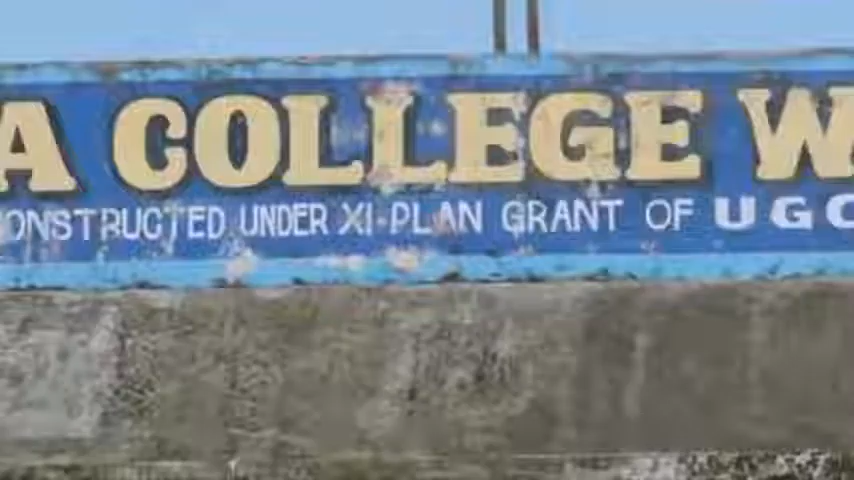 A COLLEGE W
ONSTRUCTED UNDER XI-PLAN GRANT OF UGC